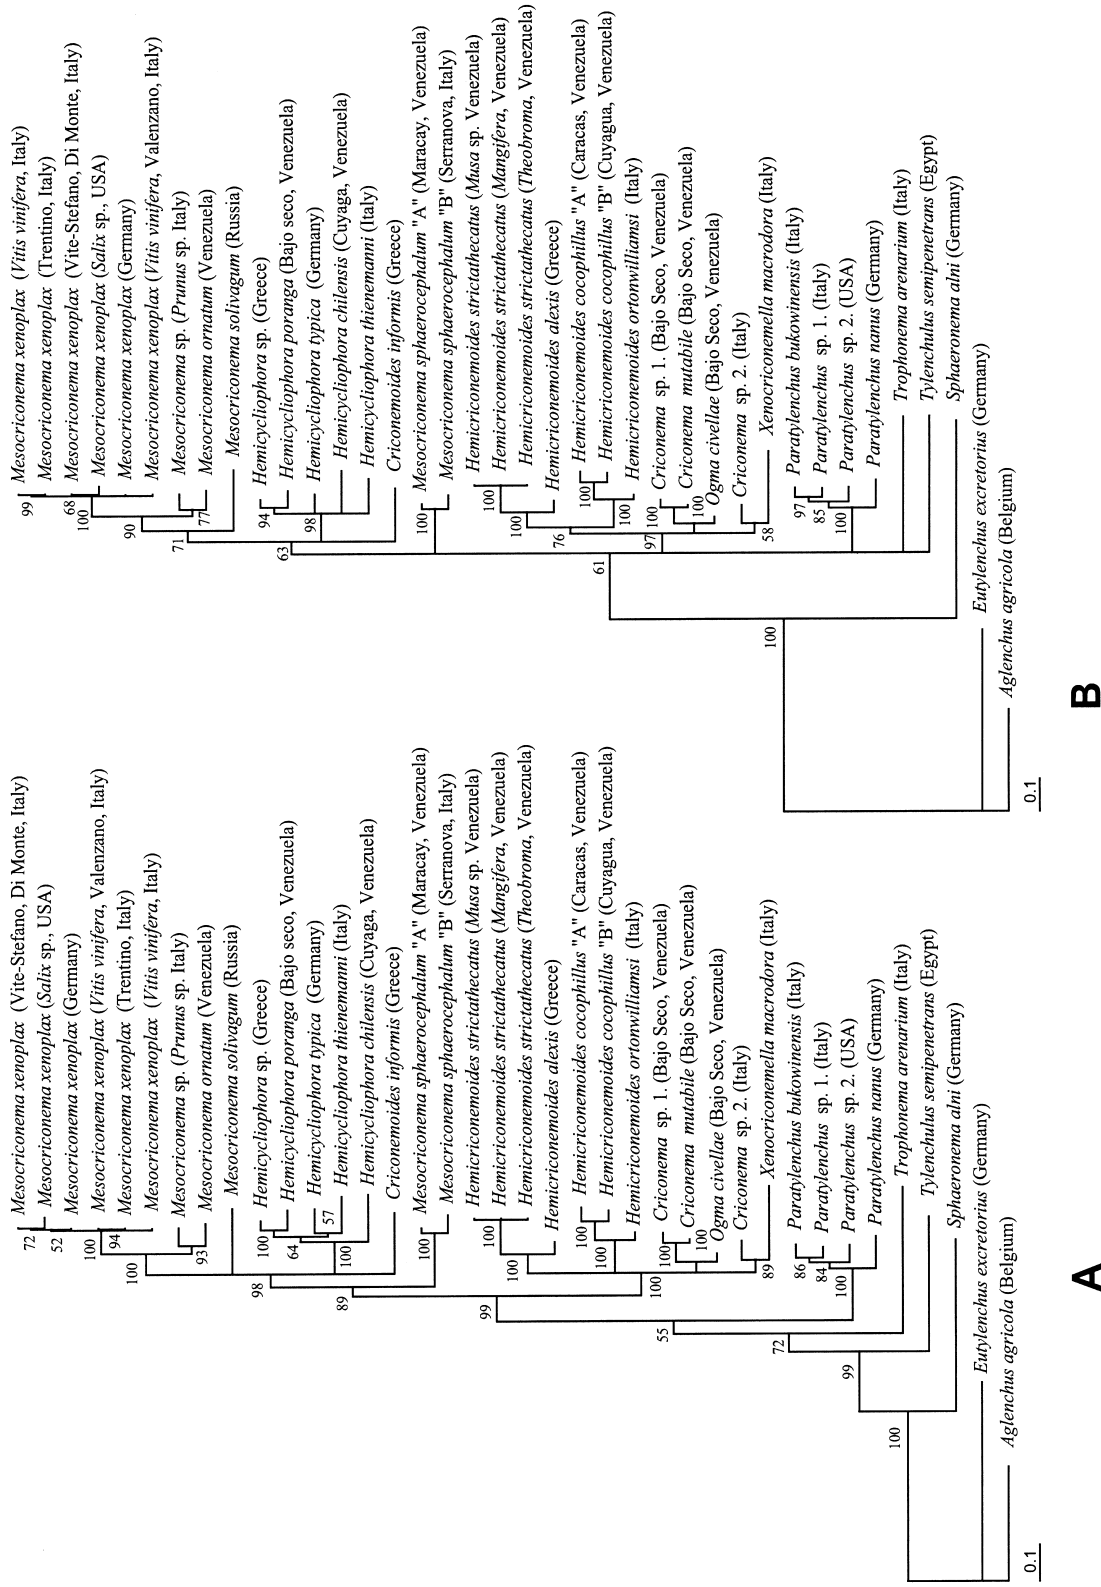 Mesocriconema xenoplax (Vite-Stefano, Di Monte, Italy)
Mesocriconema xenoplax (Salix sp., USA)
Mesocriconema xenoplax (Germany)
Mesocriconema xenoplax (Vitis vinifera, Valenzano, Italy)
Mesocriconema xenoplax (Trentino, Italy)
Mesocriconema xenoplax (Vitis vinifera, Italy)
Mesocriconema sp. (Prunus sp. Italy)
Mesocriconema ornatum (Venezuela)
Mesocriconema solivagum (Russia)
Hemicycliophora sp. (Greece)
Hemicycliophora poranga (Bajo seco, Venezuela)
Hemicycliophora typica (Germany)
Hemicycliophora thienemanni (Italy)
Hemicycliophora chilensis (Cuyaga, Venezuela)
Criconemoides informis (Greece)
Mesocriconema sphaerocephalum "A" (Maracay, Venezuela)
Mesocriconema sphaerocephalum "B" (Serranova, Italy)
Hemicriconemoides strictathecatus (Musa sp. Venezuela)
Hemicriconemoides strictathecatus (Mangifera, Venezuela)
Hemicriconemoides strictathecatus (Theobroma, Venezuela)
Hemicriconemoides alexis (Greece)
Hemicriconemoides cocophillus "A" (Caracas, Venezuela)
Hemicriconemoides cocophillus "B" (Cuyagua, Venezuela)
Hemicriconemoides ortonwilliamsi (Italy)
Criconema sp. 1. (Bajo Seco, Venezuela)
Criconema mutabile (Bajo Seco, Venezuela)
Ogma civellae (Bajo Seco, Venezuela
Criconema sp. 2. (Italy)
Xenocriconemella macrodora (Italy)
Paratylenchus bukowinensis (Italy)
Paratylenchus sp. 1. (Italy)
Paratylenchus sp. 2. (USA)
Paratylenchus nanus (Germany)
Trophonema arenarium (Italy)
Tylenchulus semipenetrans (Egypt)
Sphaeronema alni (Germany)
Eutylenchus excretorius (Germany)
Aglenchus agricola (Belgium)
72
52
100
94
93
100
100
64
57
100
98
100
89
100
100
100
100
100
100
100
89
99
86
84
100
55
72
99
100
0.1
A
Mesocriconema xenoplax (Vitis vinifera, Italy)
Mesocriconema xenoplax (Trentino, Italy)
Mesocriconema xenoplax (Vite-Stefano, Di Monte, Italy)
Mesocriconema xenoplax (Salix sp., USA)
Mesocriconema xenoplax (Germany)
Mesocriconema xenoplax (Vitis vinifera, Valenzano, Italy)
Mesocriconema sp. (Prunus sp. Italy)
Mesocriconema ornatum (Venezuela)
Mesocriconema solivagum (Russia)
Hemicycliophora sp. (Greece)
Hemicycliophora poranga (Bajo seco, Venezuela)
Hemicycliophora typica (Germany)
Hemicycliophora chilensis (Cuyaga, Venezuela)
Hemicycliophora thienemanni (Italy)
Criconemoides informis (Greece)
Mesocriconema sphaerocephalum "A" (Maracay, Venezuela)
Mesocriconema sphaerocephalum "B" (Serranova, Italy)
Hemicriconemoides strictathecatus (Musa sp. Venezuela)
Hemicriconemoides strictathecatus (Mangifera, Venezuela)
Hemicriconemoides strictathecatus (Theobroma, Venezuela)
Hemicriconemoides alexis (Greece)
Hemicriconemoides cocophillus "A" (Caracas, Venezuela)
Hemicriconemoides cocophillus "B" (Cuyagua, Venezuela)
Hemicriconemoides ortonwilliamsi (Italy)
Criconema sp. 1. (Bajo Seco, Venezuela)
Criconema mutabile (Bajo Seco, Venezuela)
Ogma civellae (Bajo Seco, Venezuela
Criconema sp. 2. (Italy)
Xenocriconemella macrodora (Italy)
Paratylenchus bukowinensis (Italy)
Paratylenchus sp. 1. (Italy)
Paratylenchus sp. 2. (USA)
Paratylenchus nanus (Germany)
Trophonema arenarium (Italy)
Tylenchulus semipenetrans (Egypt)
Sphaeronema alni (Germany)
Eutylenchus excretorius (Germany)
Aglenchus agricola (Belgium)
99
68
100
90
77
71
94
98
63
100
100
100
76
100
100
100
100
97
58
97
85
100
61
100
0.1
B